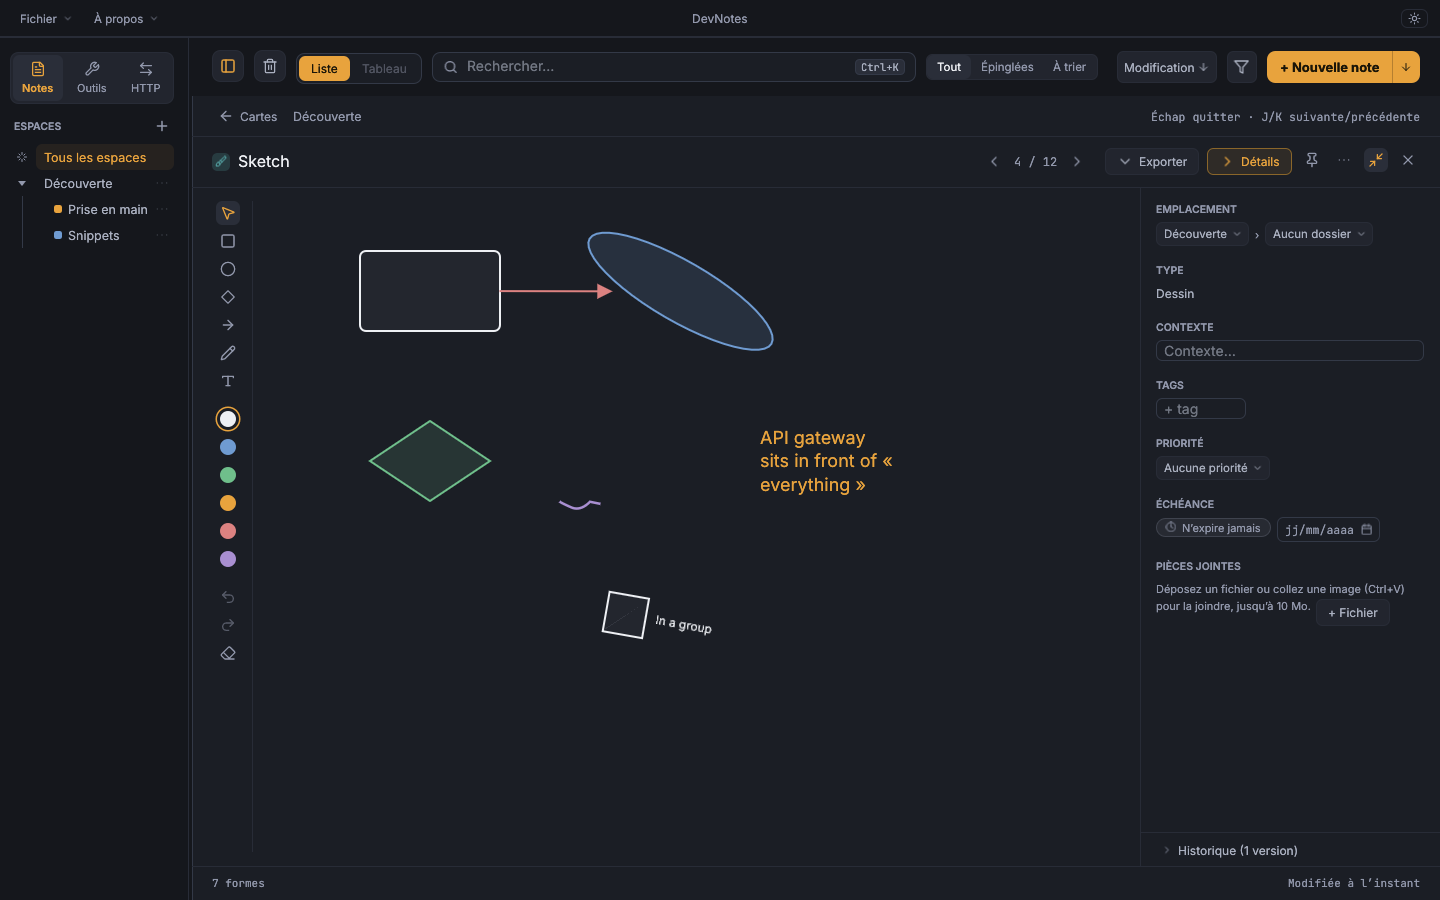 Fichier
À propos
DevNotes
Notes
Outils
HTTP
Liste
Tableau
Rechercher...
Ctrl+K
Tout
Épinglées
À trier
Modification
+ Nouvelle note
ESPACES
Tous les espaces
Découverte
Prise en main
Snippets
Cartes
Découverte
Échap quitter · J/K suivante/précédente
Sketch
4 / 12
Exporter
Détails
API gateway
sits in front of «
everything »
In a group
EMPLACEMENT
Découverte
›
Aucun dossier
TYPE
Dessin
CONTEXTE
Contexte...
TAGS
+ tag
PRIORITÉ
Aucune priorité
ÉCHÉANCE
N’expire jamais
jj/mm/aaaa
PIÈCES JOINTES
Déposez un fichier ou collez une image (Ctrl+V)
pour la joindre, jusqu’à 10 Mo.
+ Fichier
Historique (1 version)
7 formes
Modifiée à l’instant